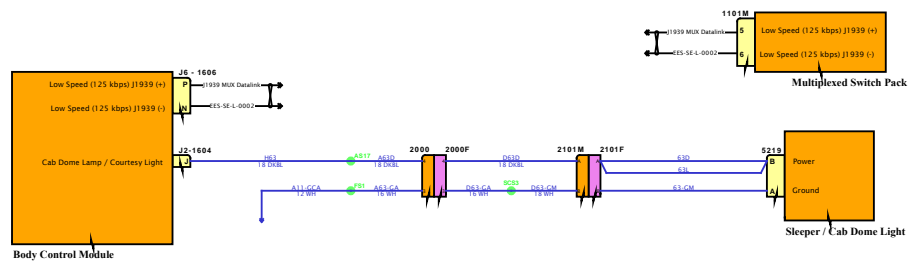 1101M
J1939 MUX Datalink
5
Low Speed (125 kbps) J1939 (+)
EES-SE-L-0002
6
Low Speed (125 kbps) J1939 (-)
Multiplexed Switch Pack
J6 - 1606
Low Speed (125 kbps) J1939 (+)
P
J1939 MUX Datalink
Low Speed (125 kbps) J1939 (-)
N
EES-SE-L-0002
J2-1604
Cab Dome Lamp / Courtesy Light
J
H63
18 DKBL
AS17
A63D
18 DKBL
2000
2000F
D63D
18 DKBL
2101M
2101F
63D
63L
5219
B
Power
A11-GCA
12 WH
FS1
A63-GA
16 WH
D63-GA
16 WH
SCS3
D63-GM
18 WH
63-GM
A
Ground
Sleeper / Cab Dome Light
Body Control Module